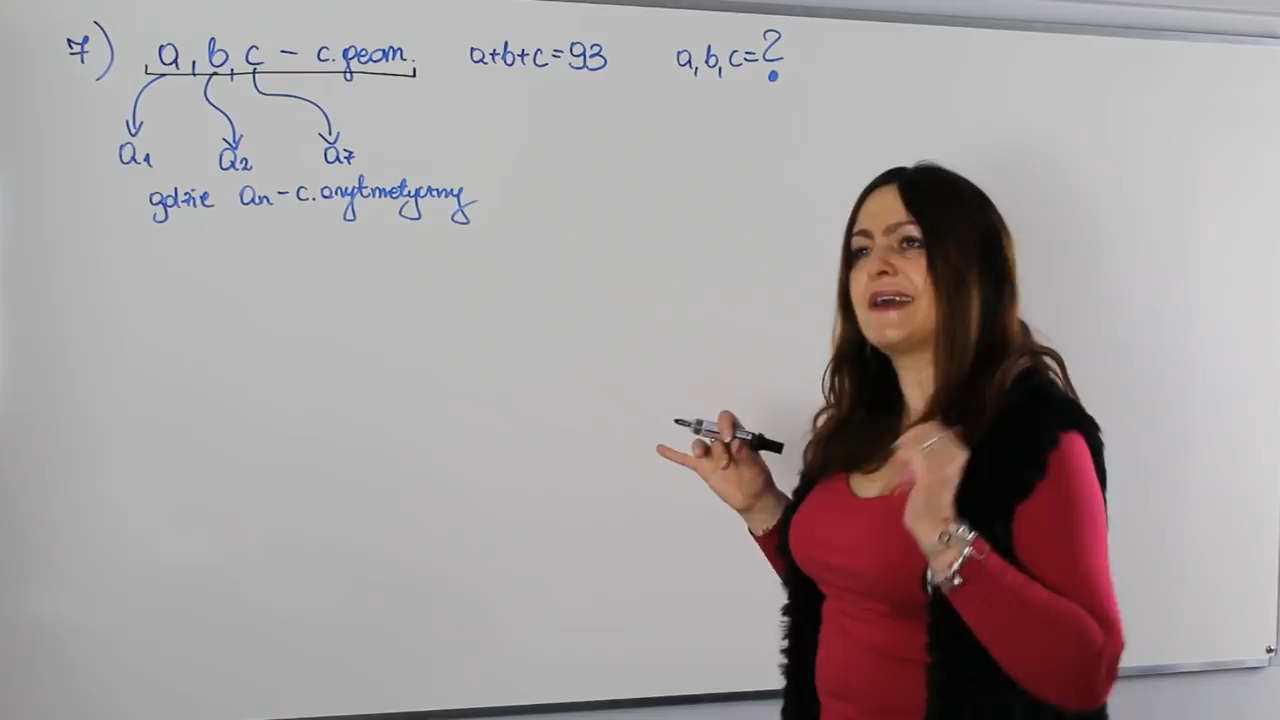 7) a, b, c - c. geom. a+b+c=93 a, b, c=?
a₁ a₂ a₇
gdzie an - c. arytmetyczny